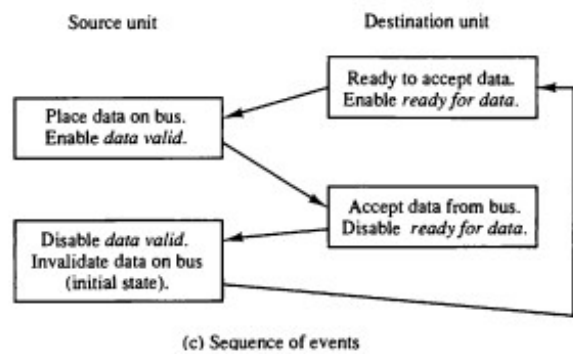 Source unit
Destination unit
Ready to accept data.
Enable ready for data.
Place data on bus.
Enable data valid.
Accept data from bus.
Disable ready for data.
Disable data valid.
Invalidate data on bus
(initial state).
(c) Sequence of events